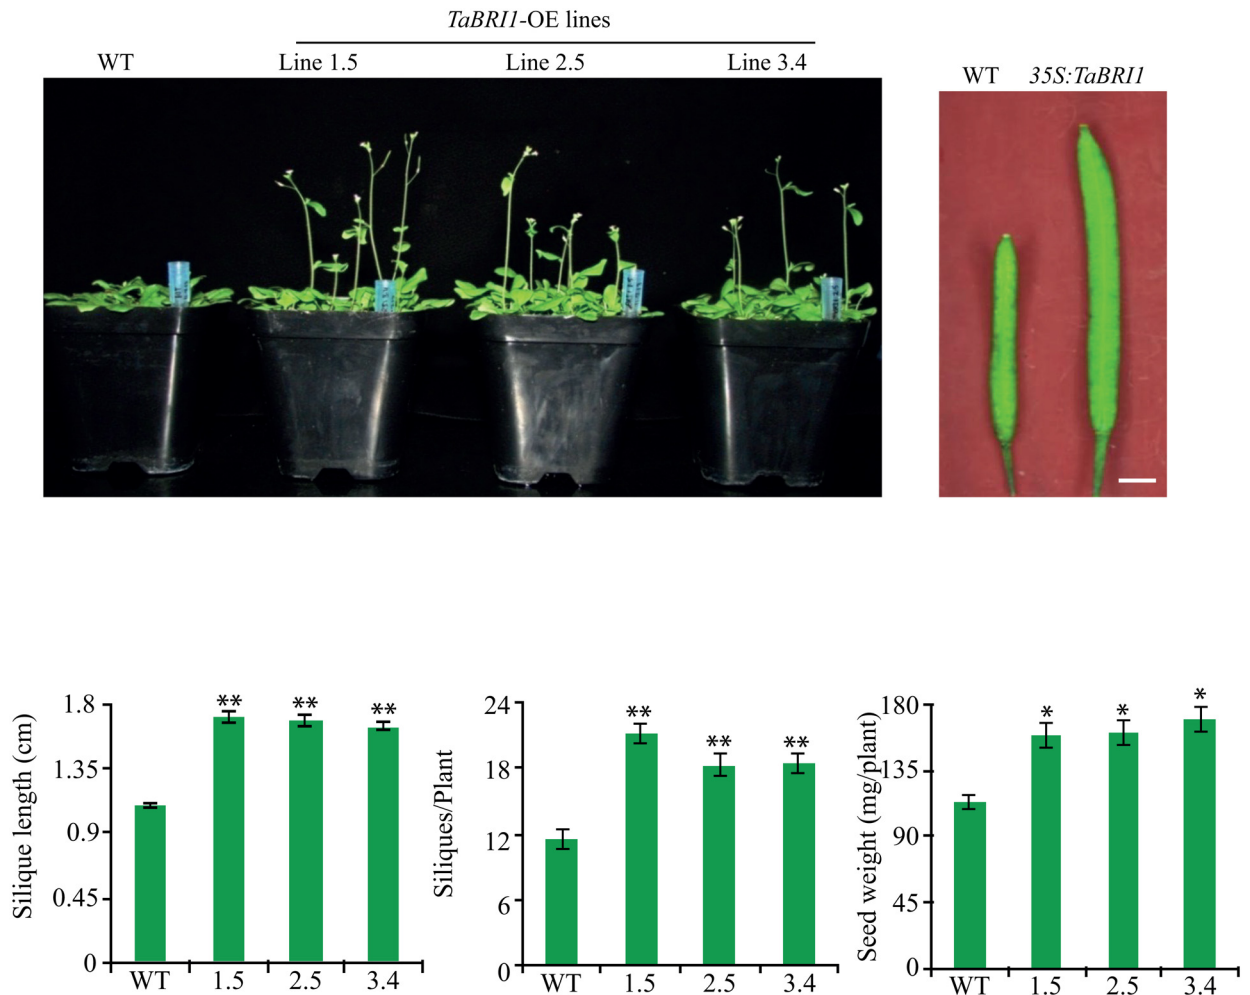 TaBRI1-OE lines
WT Line 1.5 Line 2.5 Line 3.4
WT 35S:TaBRI1
Silique length (cm)
1.8
1.35
0.9
0.45
0
** ** **
WT 1.5 2.5 3.4
Siliques/Plant
24
18
12
6
0
** ** **
WT 1.5 2.5 3.4
Seed weight (mg/plant)
180
135
90
45
0
* * *
WT 1.5 2.5 3.4